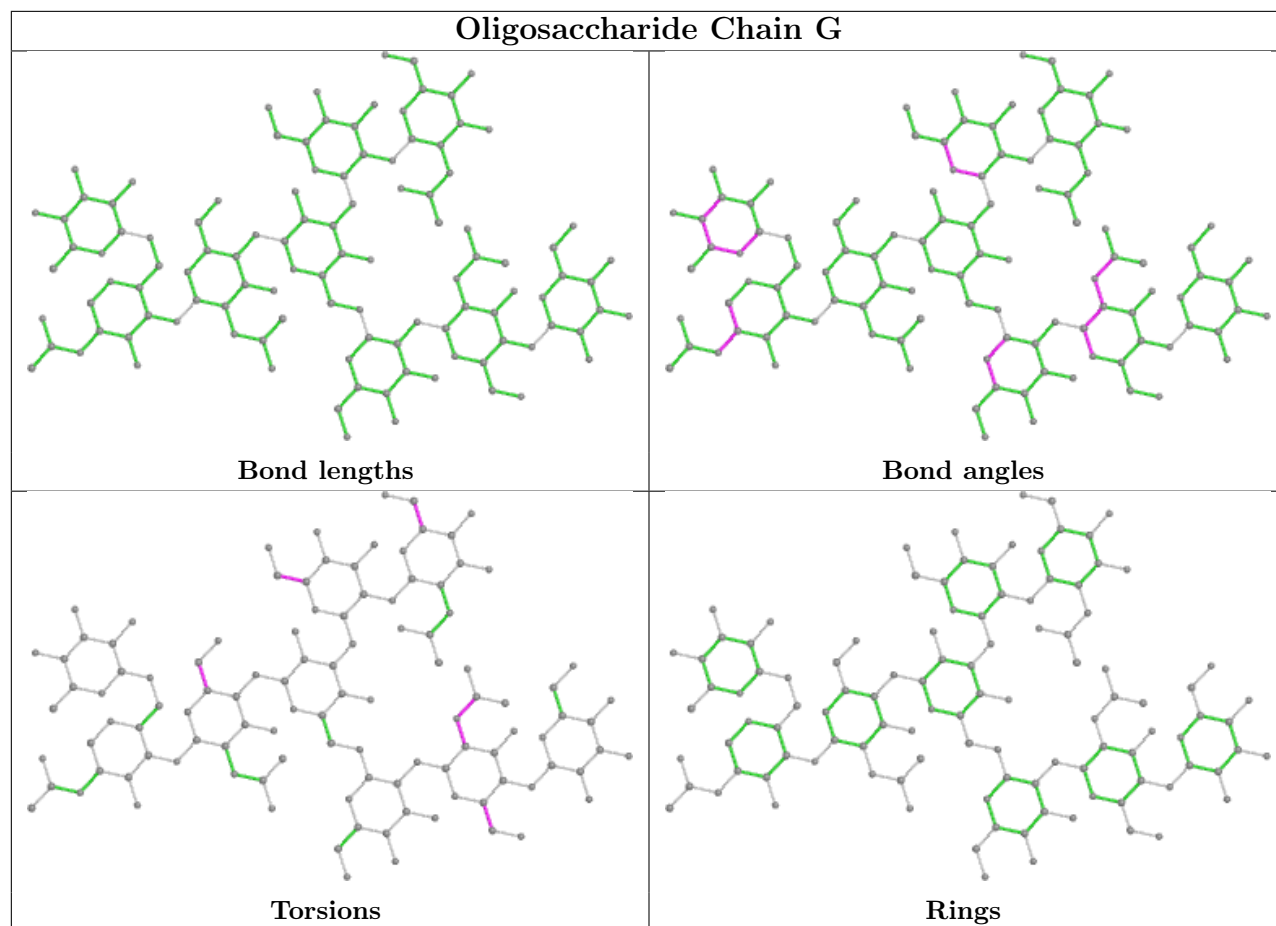 Oligosaccharide Chain G
Bond lengths
Bond angles
Torsions
Rings